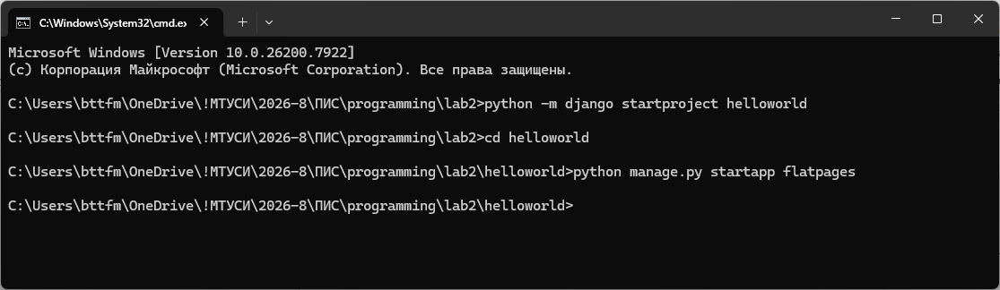 C:\Windows\System32\cmd.ex
Microsoft Windows [Version 10.0.26200.7922]
(c) Корпорация Майкрософт (Microsoft Corporation). Все права защищены.
C:\Users\bttfm\OneDrive\!МТУСИ\2026-8\ПИС\programming\lab2>python -m django startproject helloworld
C:\Users\bttfm\OneDrive\!МТУСИ\2026-8\ПИС\programming\lab2>cd helloworld
C:\Users\bttfm\OneDrive\!МТУСИ\2026-8\ПИС\programming\lab2\helloworld>python manage.py startapp flatpages
C:\Users\bttfm\OneDrive\!МТУСИ\2026-8\ПИС\programming\lab2\helloworld>